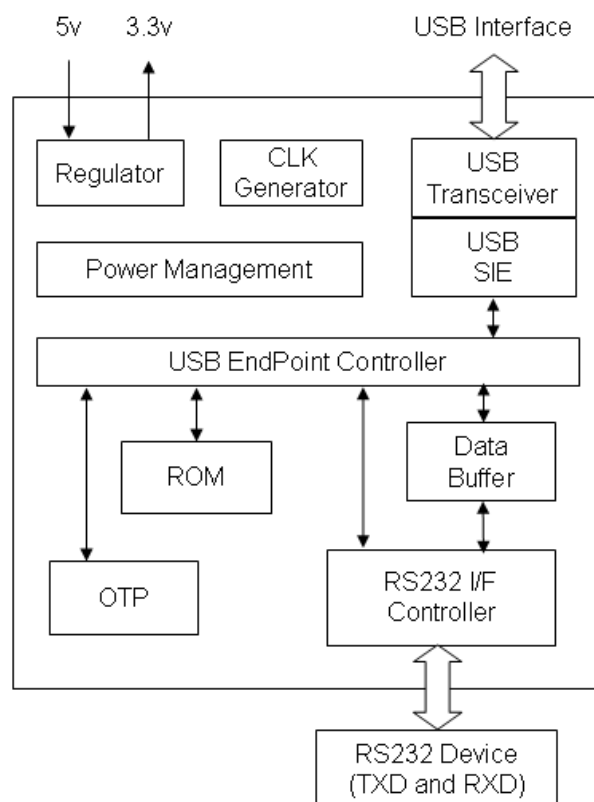 5v
3.3v
USB Interface
Regulator
CLK
Generator
USB
Transceiver
Power Management
USB
SIE
USB EndPoint Controller
ROM
Data
Buffer
OTP
RS232 I/F
Controller
RS232 Device
(TXD and RXD)